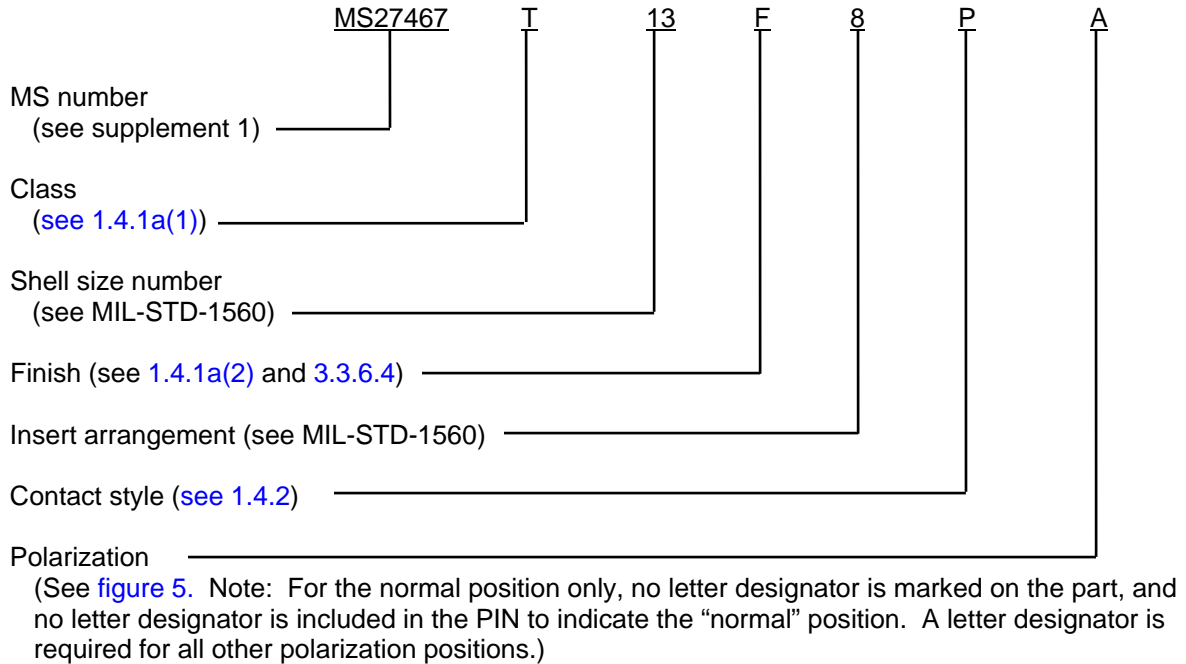 MS27467 T 13 F 8 P A
MS number
(see supplement 1)
Class
(see 1.4.1a(1))
Shell size number
(see MIL-STD-1560)
Finish (see 1.4.1a(2) and 3.3.6.4)
Insert arrangement (see MIL-STD-1560)
Contact style (see 1.4.2)
Polarization
(See figure 5. Note: For the normal position only, no letter designator is marked on the part, and
no letter designator is included in the PIN to indicate the “normal” position. A letter designator is
required for all other polarization positions.)